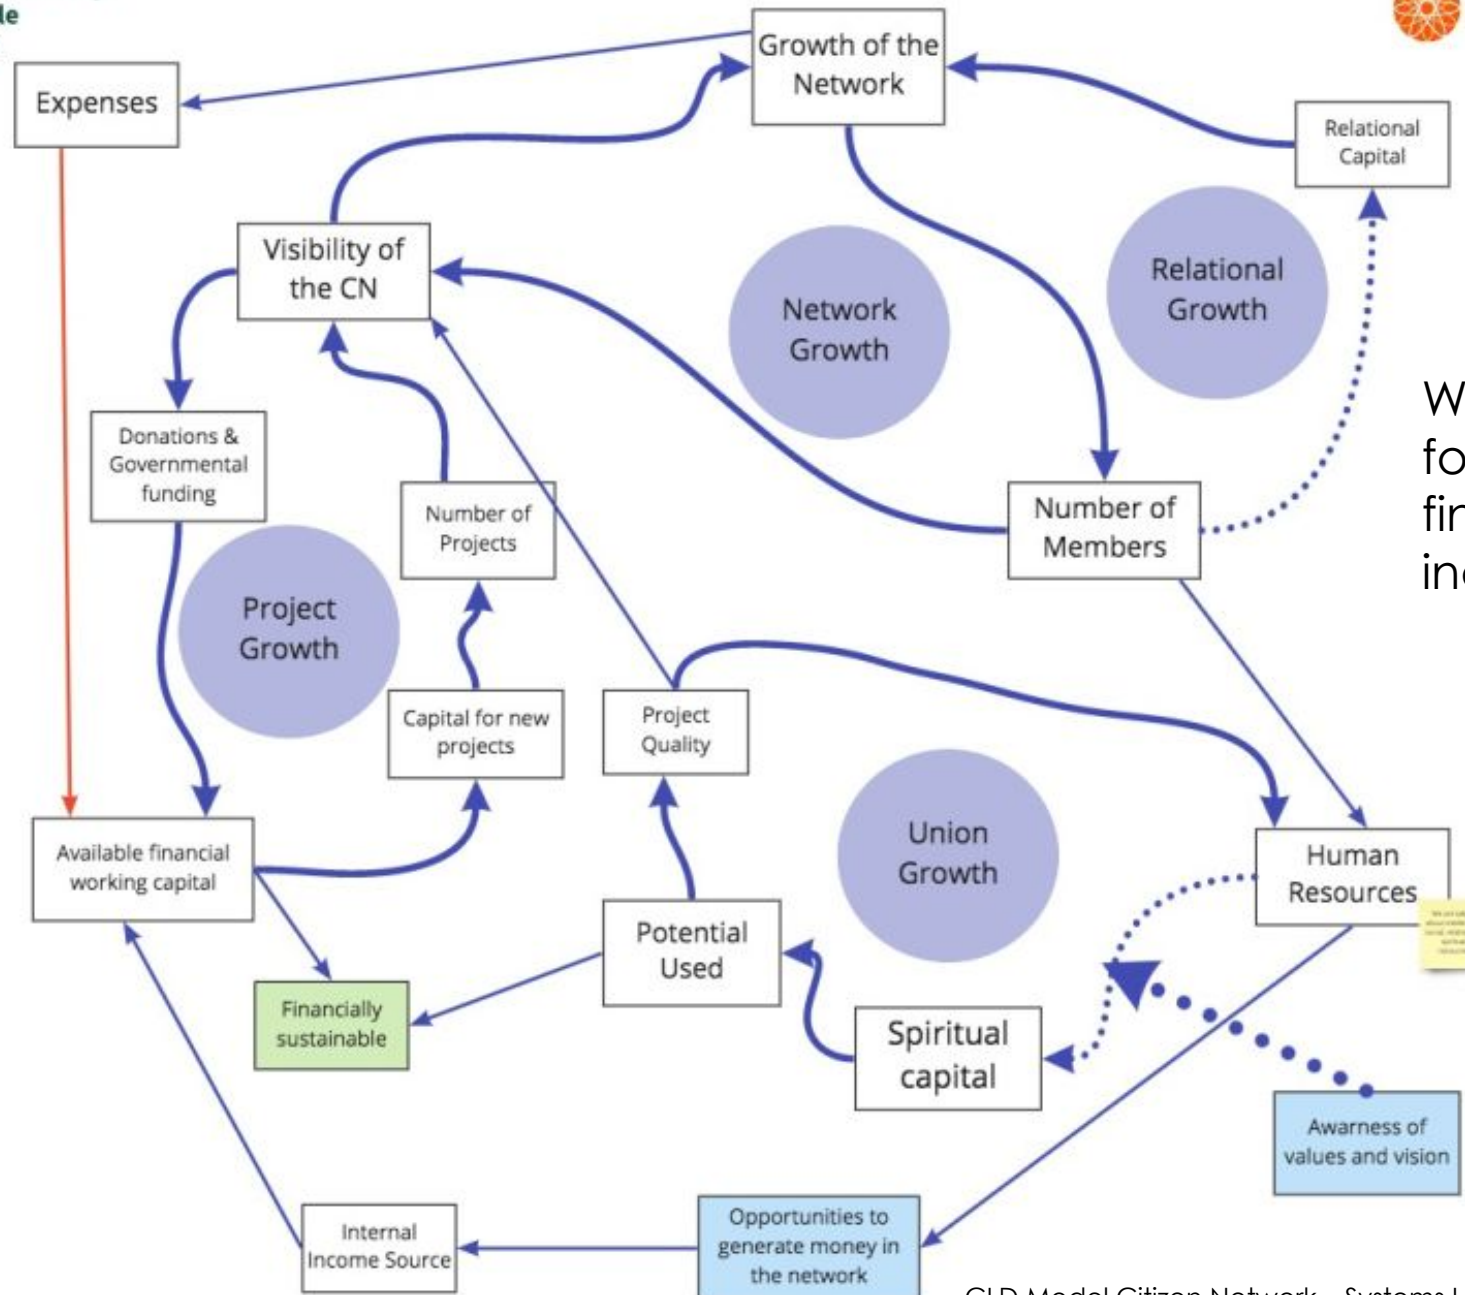 le
Growth of the
Network
Expenses
Relational
Capital
Visibility of
the CN
Relational
Growth
Network
Growth
Donations &
Governmental
funding
Number of
Projects
Number of
Members
Project
Growth
Capital for new
projects
Project
Quality
Union
Growth
Available financial
working capital
Human
Resources
Potential
Used
Financially
sustainable
Spiritual
capital
Awarness of
values and vision
Internal
Income Source
Opportunities to
generate money in
the network